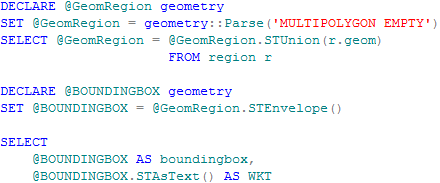 DECLARE @GeomRegion geometry
SET @GeomRegion = geometry::Parse('MULTIPOLYGON EMPTY')
SELECT @GeomRegion = @GeomRegion.STUnion(r.geom)
FROM region r
DECLARE @BOUNDINGBOX geometry
SET @BOUNDINGBOX = @GeomRegion.STEnvelope()
SELECT
@BOUNDINGBOX AS boundingbox,
@BOUNDINGBOX.STAsText() AS WKT